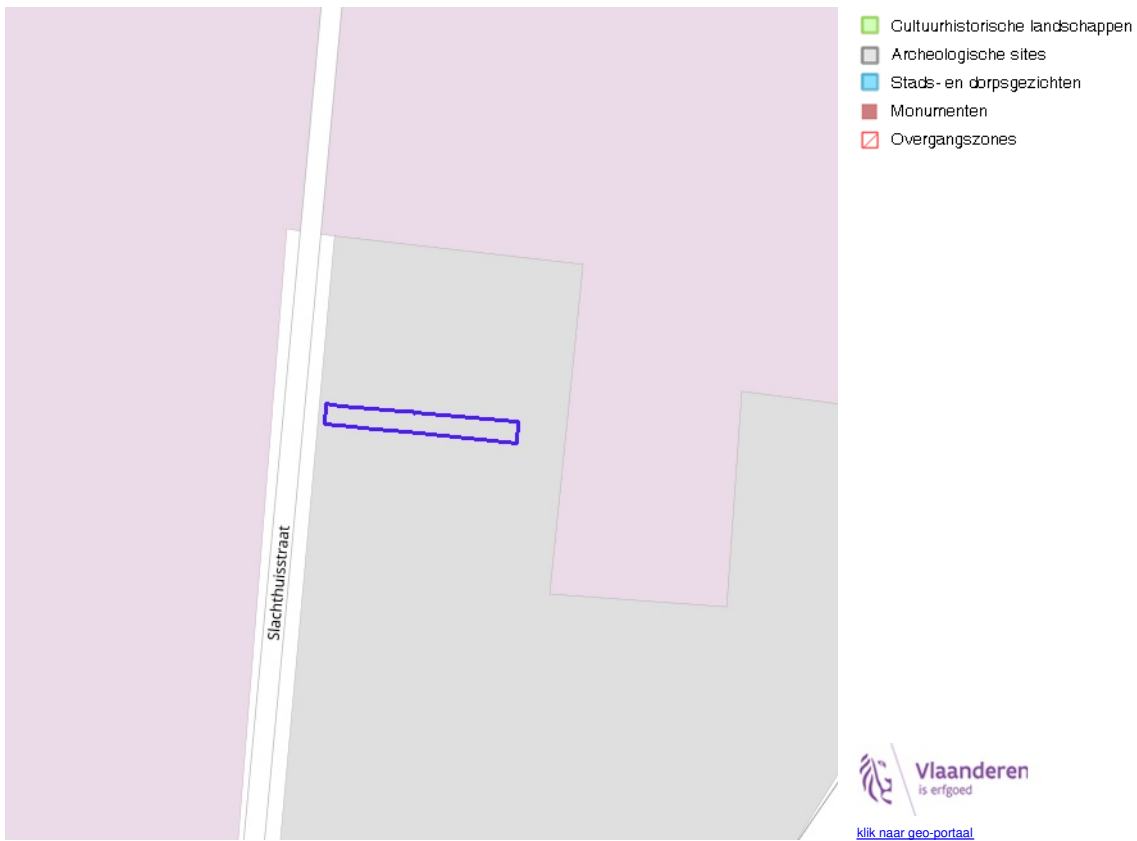 Cultuurhistorische landschappen
Archeologische sites
Stads- en dorpsgezichten
Monumenten
Overgangszones
Slachthuisstraat
Vlaanderen
is erfgoed
klik naar geo-portaal